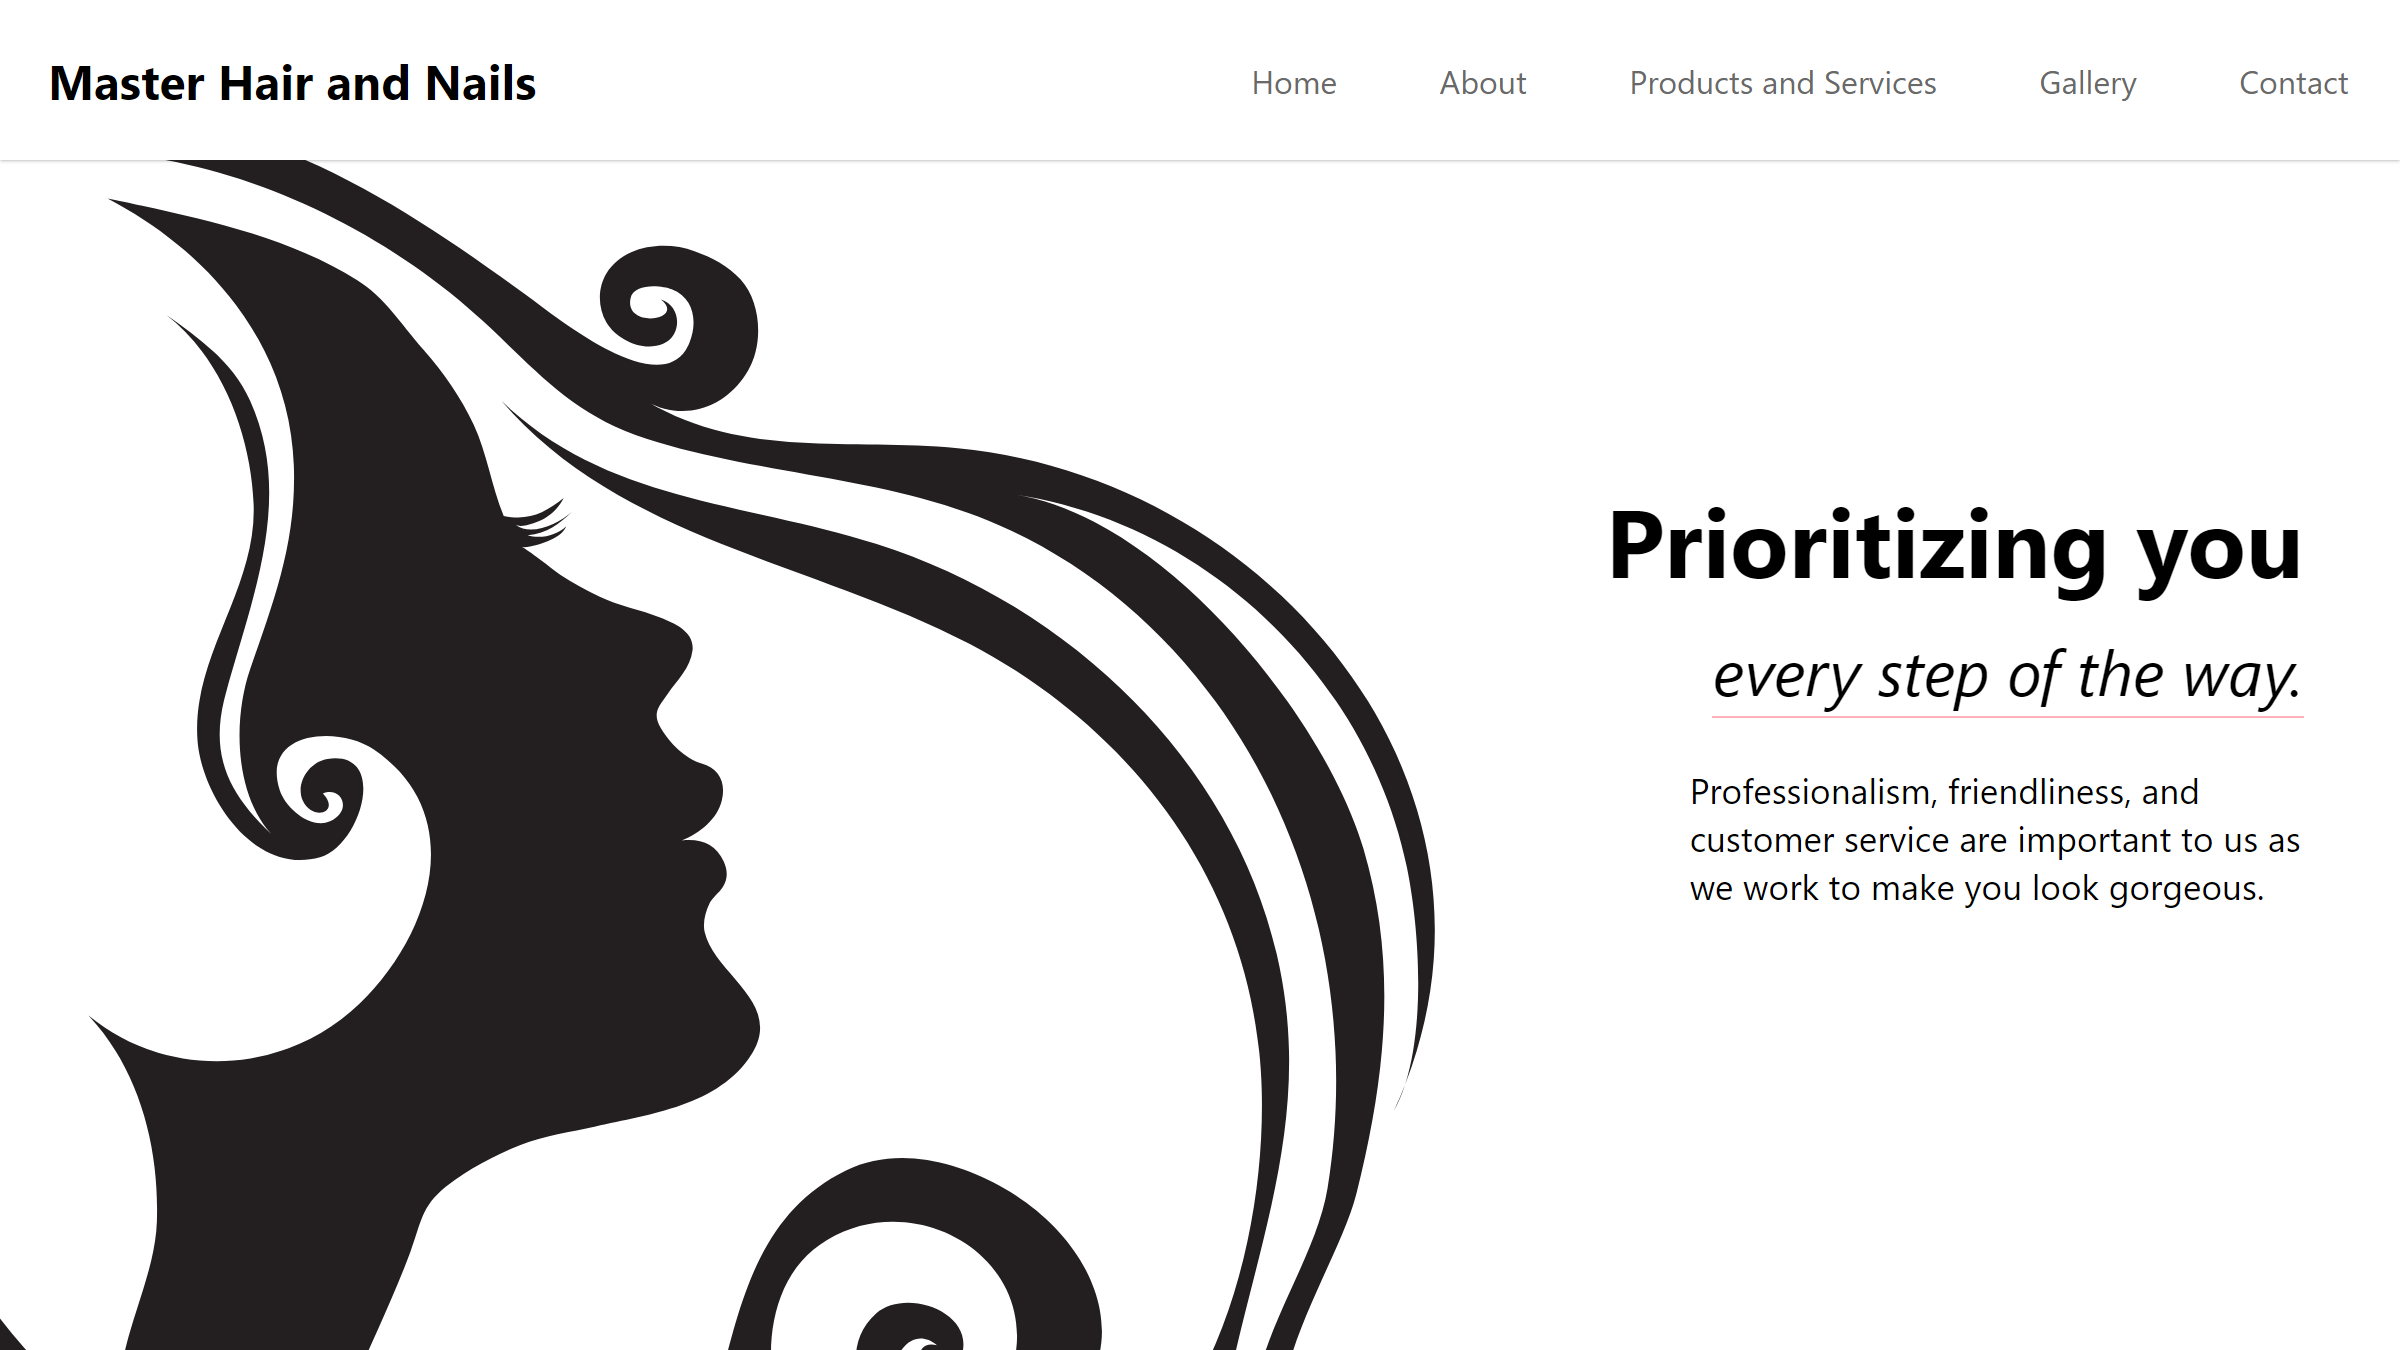 Master Hair and Nails
Home About Products and Services Gallery Contact
Prioritizing you
every step of the way.
Professionalism, friendliness, and
customer service are important to us as
we work to make you look gorgeous.